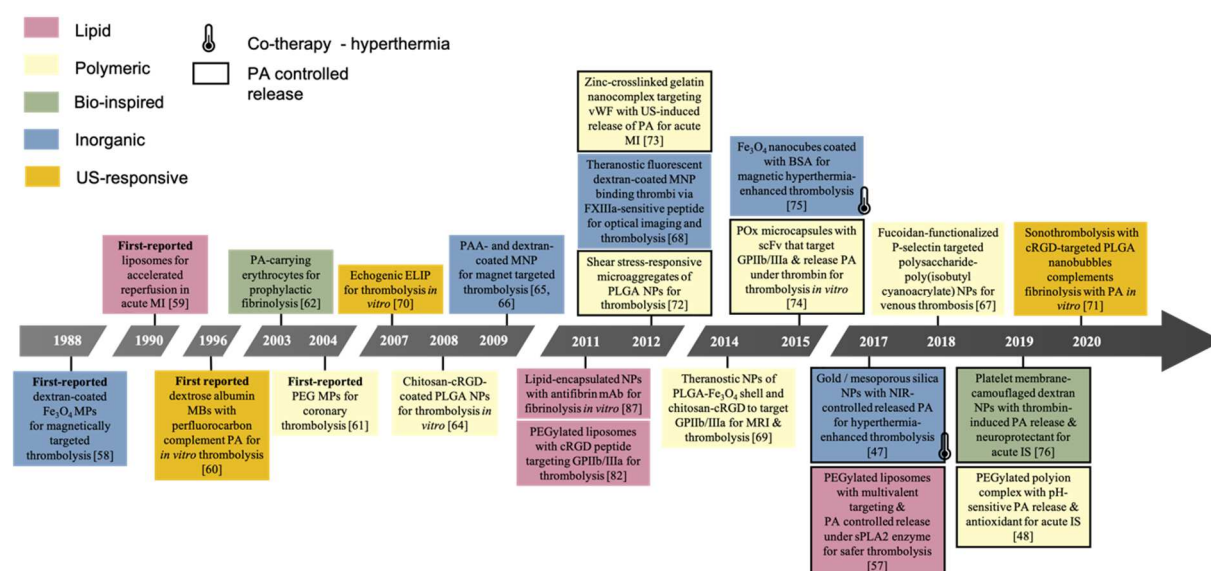 Lipid
Polymeric
Bio-inspired
Inorganic
US-responsive
Co-therapy - hyperthermia
PA controlled
release
First-reported
liposomes for
accelerated
reperfusion in
acute MI [59]
PA-carrying
erythrocytes for
prophylactic
fibrinolysis [62]
Echogenic ELIP
for thrombolysis in
vitro [70]
PAA- and dextran-
coated MNP
for magnet targeted
thrombolysis [65,
66]
Zinc-crosslinked gelatin
nanocomplex targeting
vWF with US-induced
release of PA for acute
MI [73]
Theranostic fluorescent
dextran-coated MNP
binding thrombi via
FXIIIa-sensitive peptide
for optical imaging and
thrombolysis [68]
Shear stress-responsive
microaggregates of
PLGA NPs for
thrombolysis [72]
Fe₃O₄ nanocubes coated
with BSA for
magnetic hyperthermia-
enhanced thrombolysis
[75]
POx microcapsules with
scFv that target
GPIIb/IIIa & release PA
under thrombin for
thrombolysis in vitro
[74]
Fucoidan-functionalized
P-selectin targeted
polysaccharide-
poly(isobutyl
cyanoacrylate) NPs for
venous thrombosis [67]
Sonothrombolysis with
cRGD-targeted PLGA
nanobubbles
complements
fibrinolysis with PA in
vitro [71]
1988 1990 1996 2003 2004 2007 2008 2009 2011 2012 2014 2015 2017 2018 2019 2020
First-reported
dextran-coated
Fe₃O₄ MPs
for magnetically
targeted
thrombolysis [58]
First reported
dextrose albumin
MBs with
perfluorocarbon
complement PA for
in vitro thrombolysis
[60]
First-reported
PEG MPs for
coronary
thrombolysis [61]
Chitosan-cRGD-
coated PLGA NPs
for thrombolysis in
vitro [64]
Lipid-encapsulated NPs
with antifibrin mAb for
fibrinolysis in vitro [87]
PEGylated liposomes
with cRGD peptide
targeting GPIIb/IIIa for
thrombolysis [82]
Theranostic NPs of
PLGA-Fe₃O₄ shell and
chitosan-cRGD to target
GPIIb/IIIa for MRI &
thrombolysis [69]
Gold / mesoporous silica
NPs with NIR-
controlled released PA
for hyperthermia-
enhanced thrombolysis
[47]
PEGylated liposomes
with multivalent
targeting &
PA controlled release
under sPLA2 enzyme
for safer thrombolysis
[57]
Platelet membrane-
camouflaged dextran
NPs with thrombin-
induced PA release &
neuroprotectant for
acute IS [76]
PEGylated polyion
complex with pH-
sensitive PA release &
antioxidant for acute IS
[48]